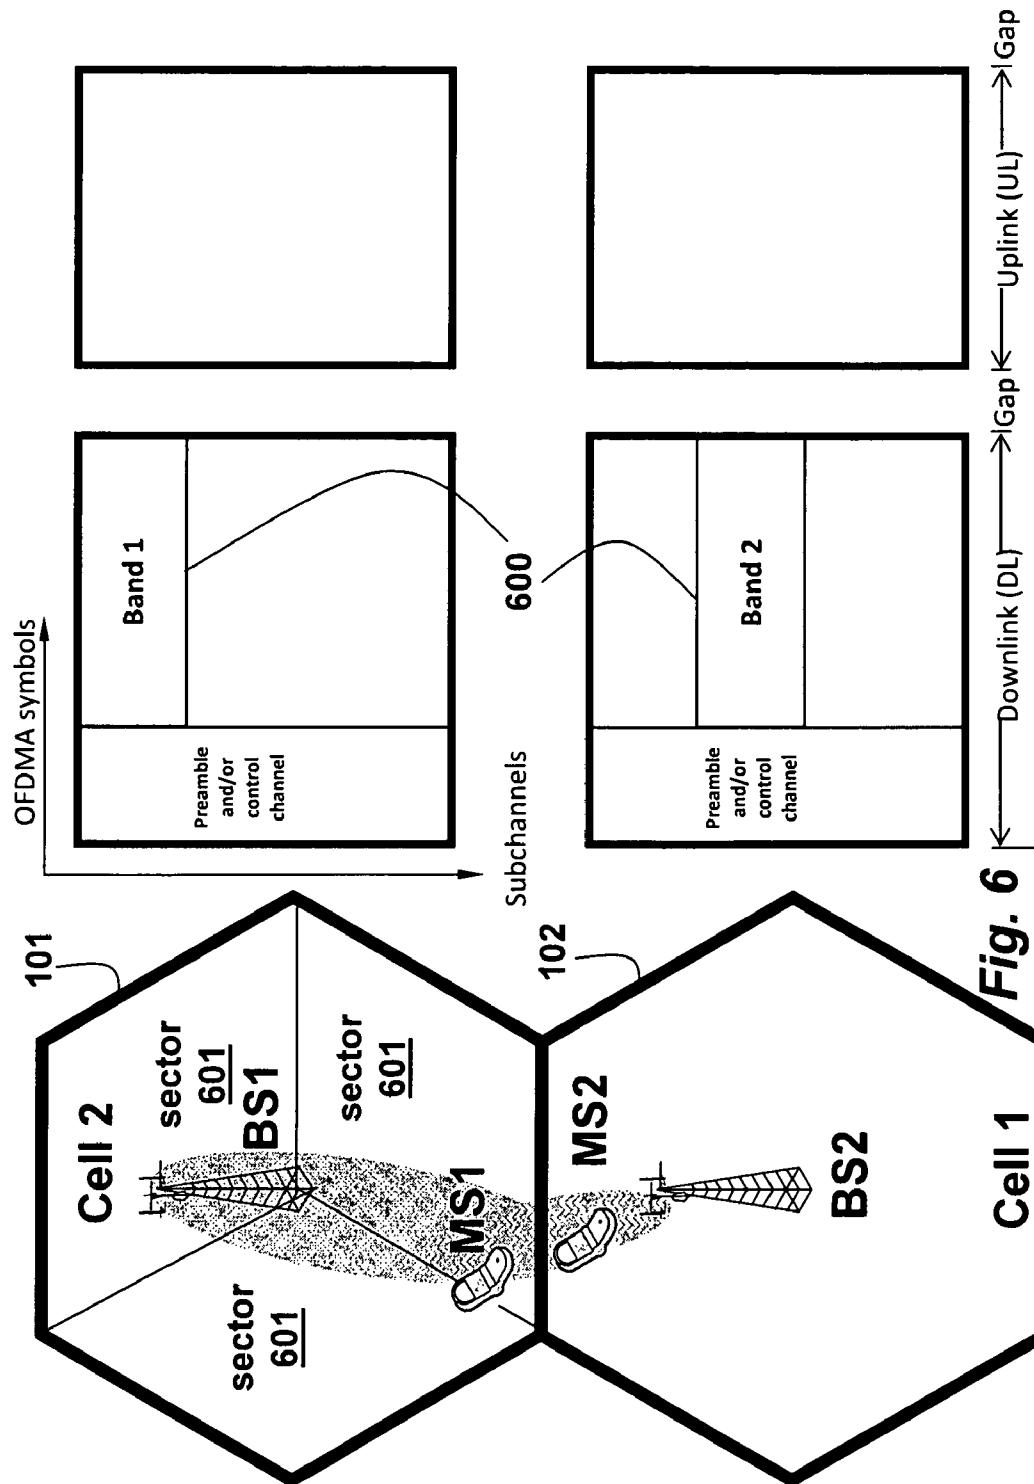 Cell 2
101
sector
601
sector
601
BS1
sector
601
MS1
MS2
102
BS2
Cell 1
OFDMA symbols
Subchannels
Preamble
and/or
control
channel
Band 1
600
Preamble
and/or
control
channel
Band 2
Downlink (DL)
Gap
Uplink (UL)
Gap
Fig. 6